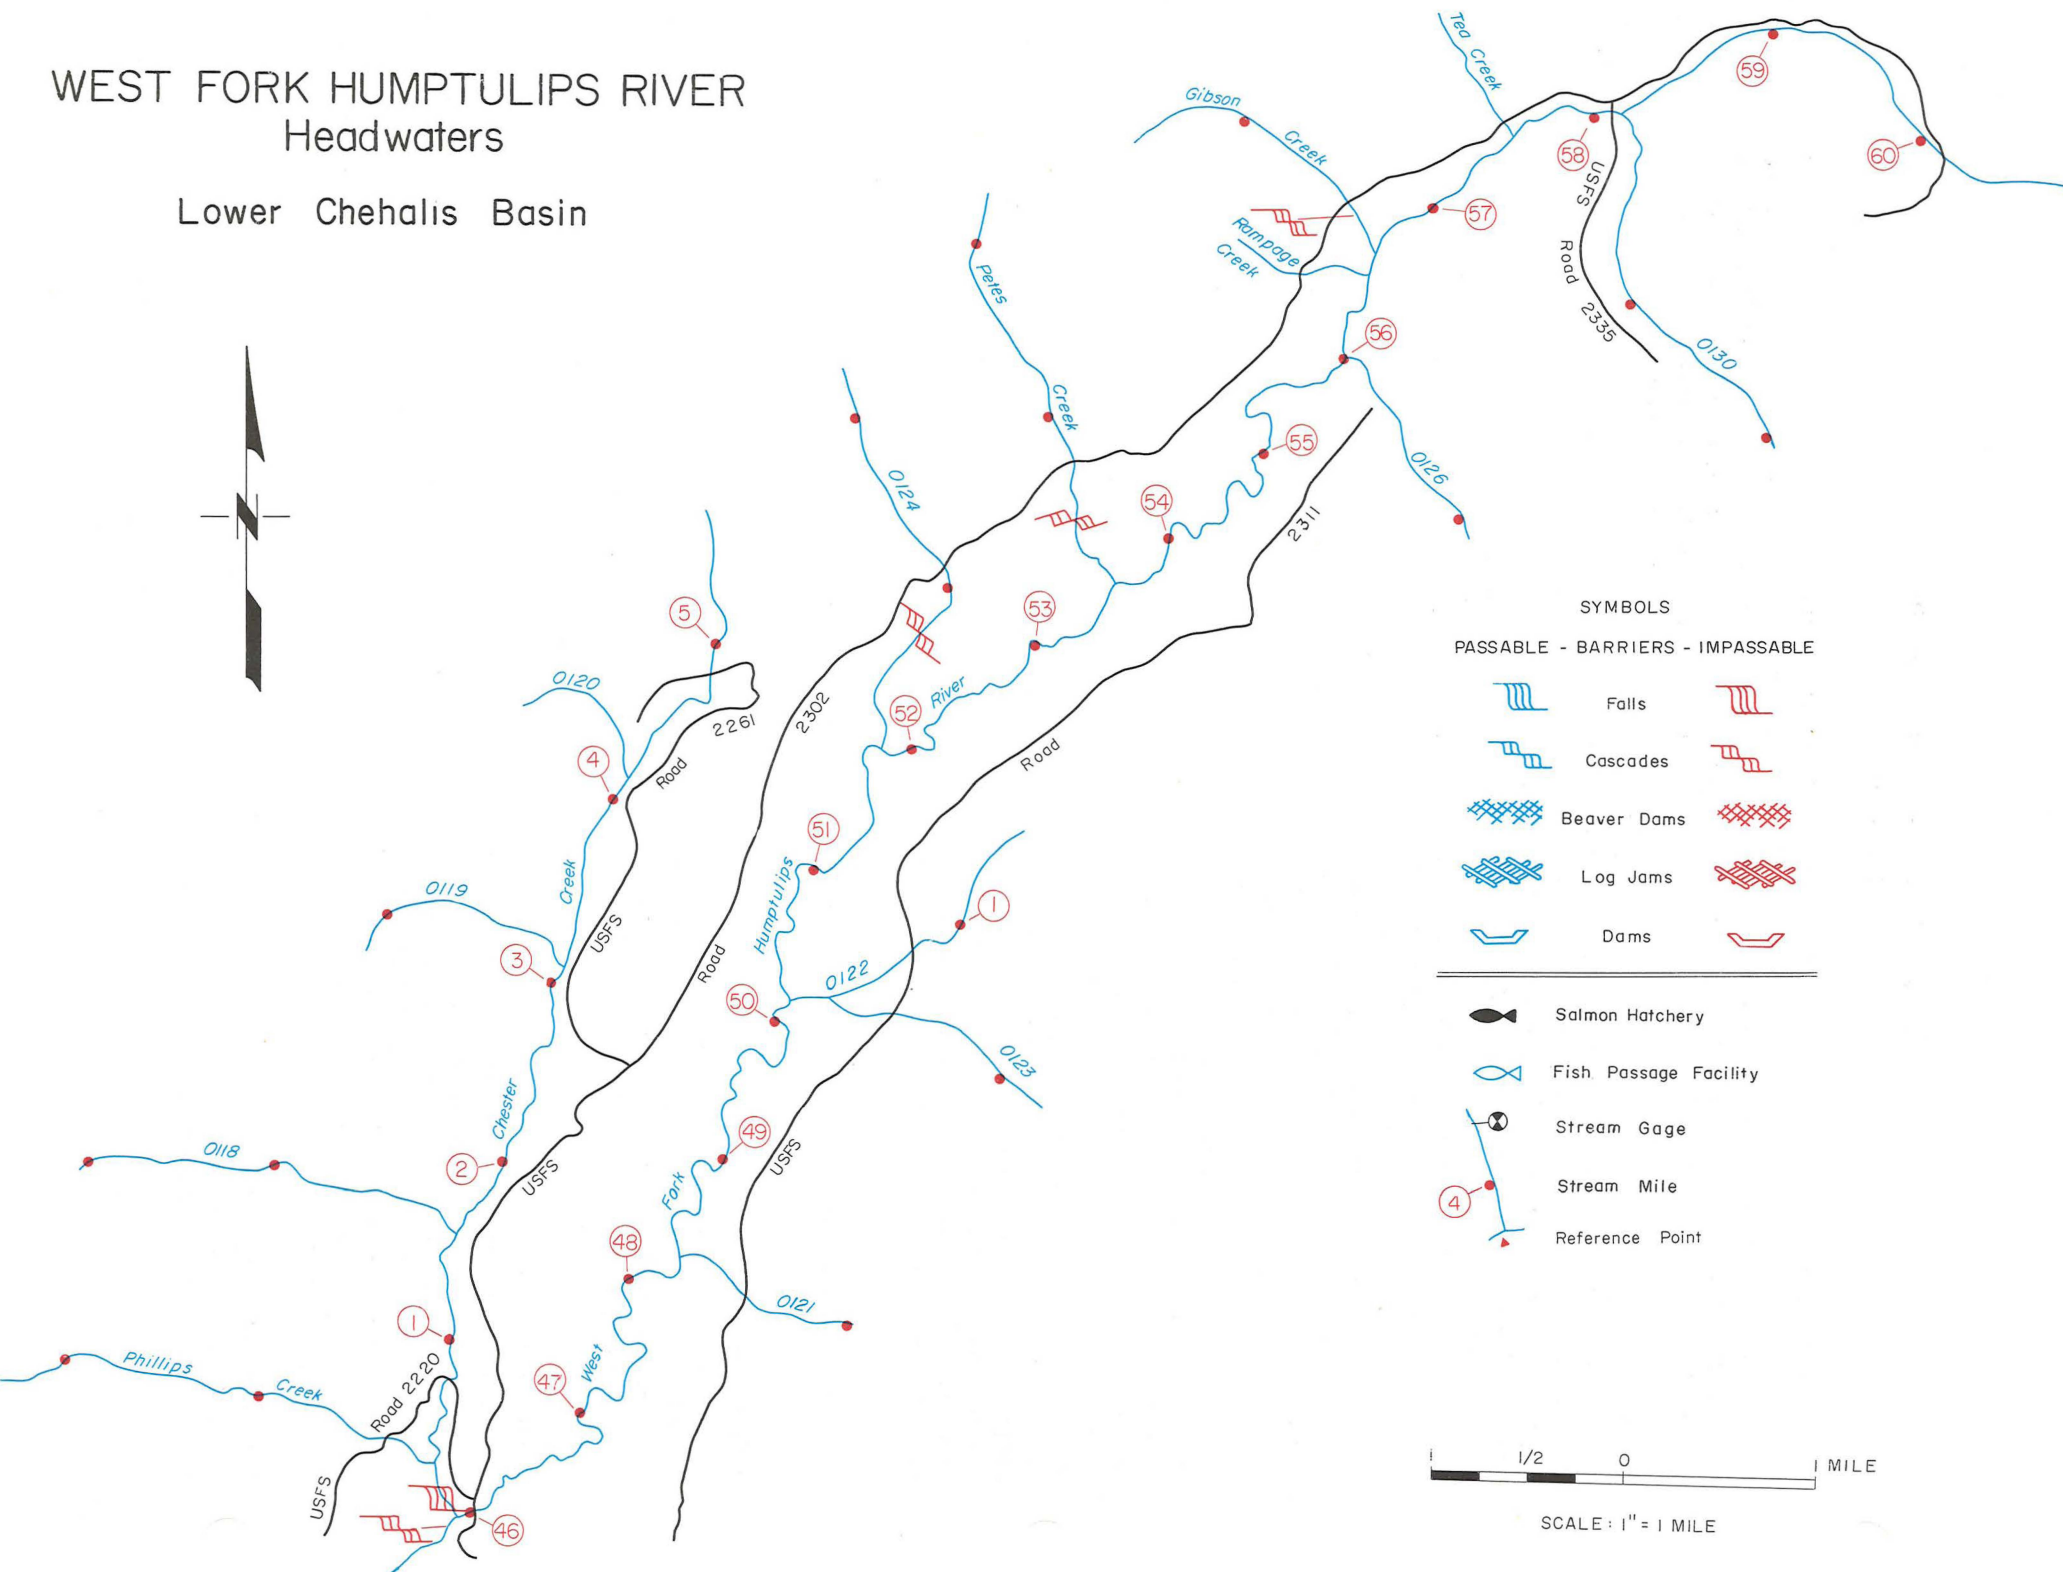 WEST FORK HUMPTULIPS RIVER
Headwaters
Lower Chehalis Basin
N
Tea Creek
59
Gibson
Creek
58
60
USFS
Road 2335
57
Rampage
Creek
Petes
Creek
56
0130
55
0126
0124
54
2311
53
5
0120
2261
2302
River
52
4
Road
Road
51
0119
Creek
USFS
Humptulips
1
3
Road
0122
50
0123
Chester
49
0118
2
USFS
USFS
Fork
48
0121
1
West
47
Phillips
Creek
Road 2220
USFS
46
SYMBOLS
PASSABLE - BARRIERS - IMPASSABLE
Falls
Cascades
Beaver Dams
Log Jams
Dams
Salmon Hatchery
Fish Passage Facility
Stream Gage
4 Stream Mile
Reference Point
1 1/2 0 1 MILE
SCALE: 1" = 1 MILE